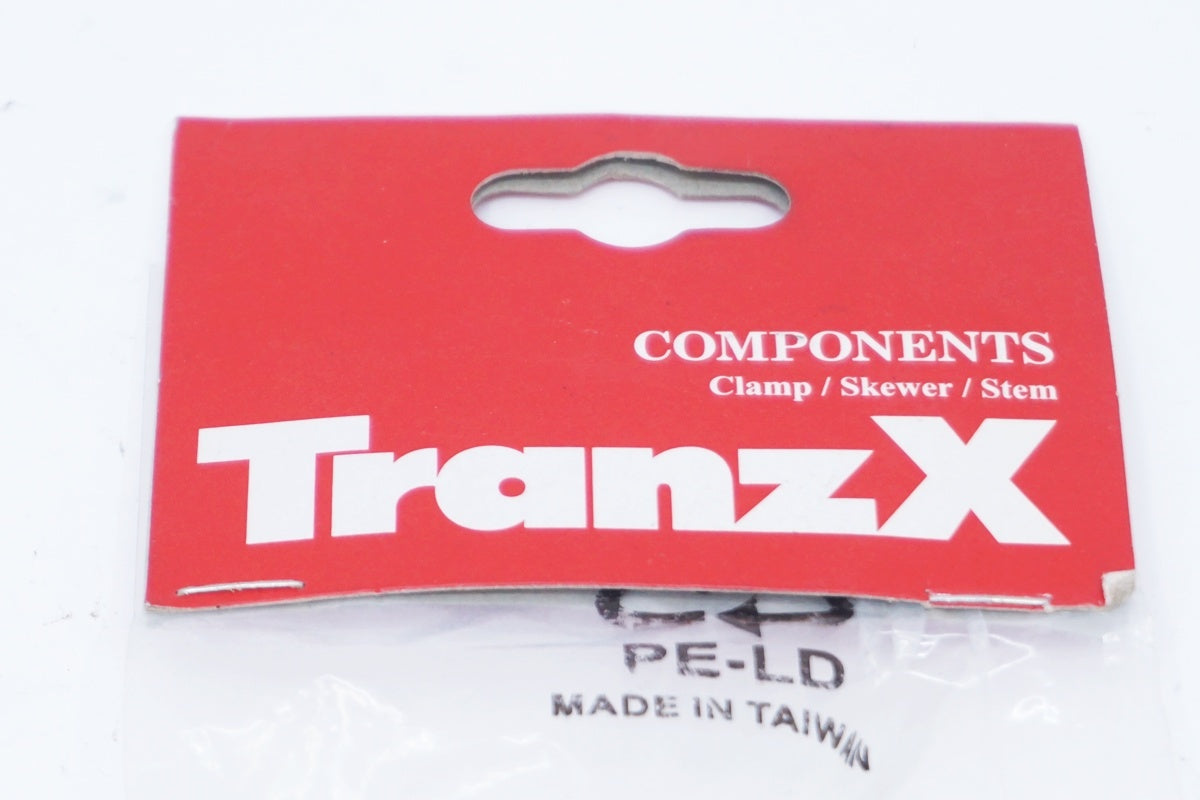 COMPONENTS
Clamp / Skewer / Stem
TranzX
PE-LD
MADE IN TAIWAN